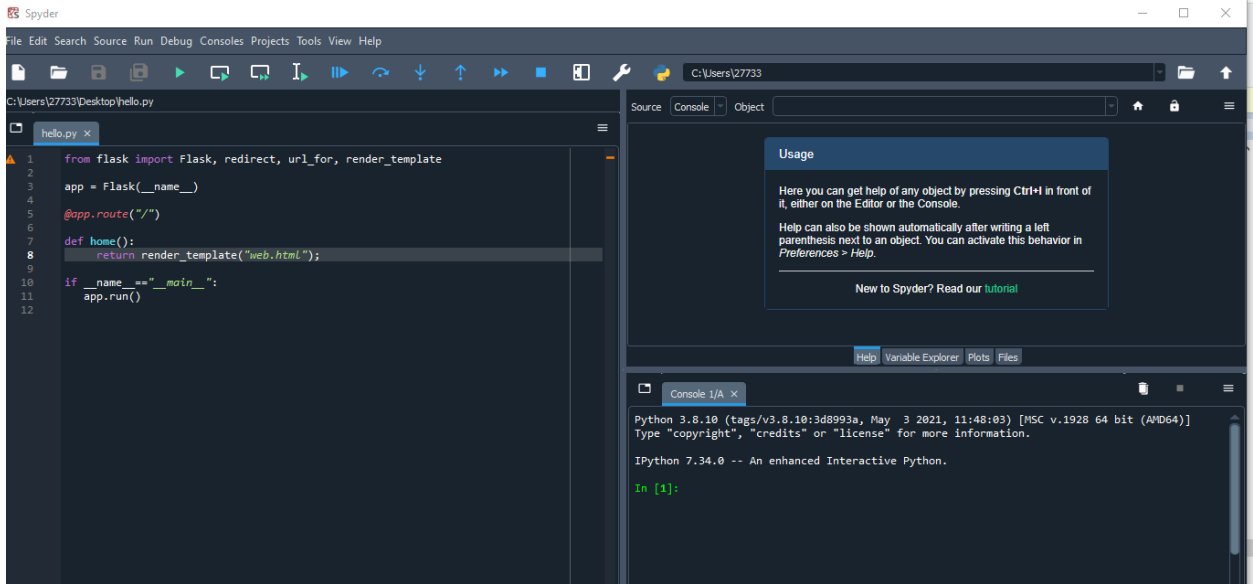 Spyder
File Edit Search Source Run Debug Consoles Projects Tools View Help
C:\Users\27733
C:\Users\27733\Desktop\hello.py
hello.py
1 from flask import Flask, redirect, url_for, render_template
2
3 app = Flask(__name__)
4
5 @app.route("/")
6
7 def home():
8 return render_template("web.html");
9
10 if __name__=="__main__":
11 app.run()
12
Source Console Object
Usage
Here you can get help of any object by pressing Ctrl+I in front of
it, either on the Editor or the Console.
Help can also be shown automatically after writing a left
parenthesis next to an object. You can activate this behavior in
Preferences > Help.
New to Spyder? Read our tutorial
Help Variable Explorer Plots Files
Console 1/A
Python 3.8.10 (tags/v3.8.10:3d8993a, May  3 2021, 11:48:03) [MSC v.1928 64 bit (AMD64)]
Type "copyright", "credits" or "license" for more information.
IPython 7.34.0 -- An enhanced Interactive Python.
In [1]: